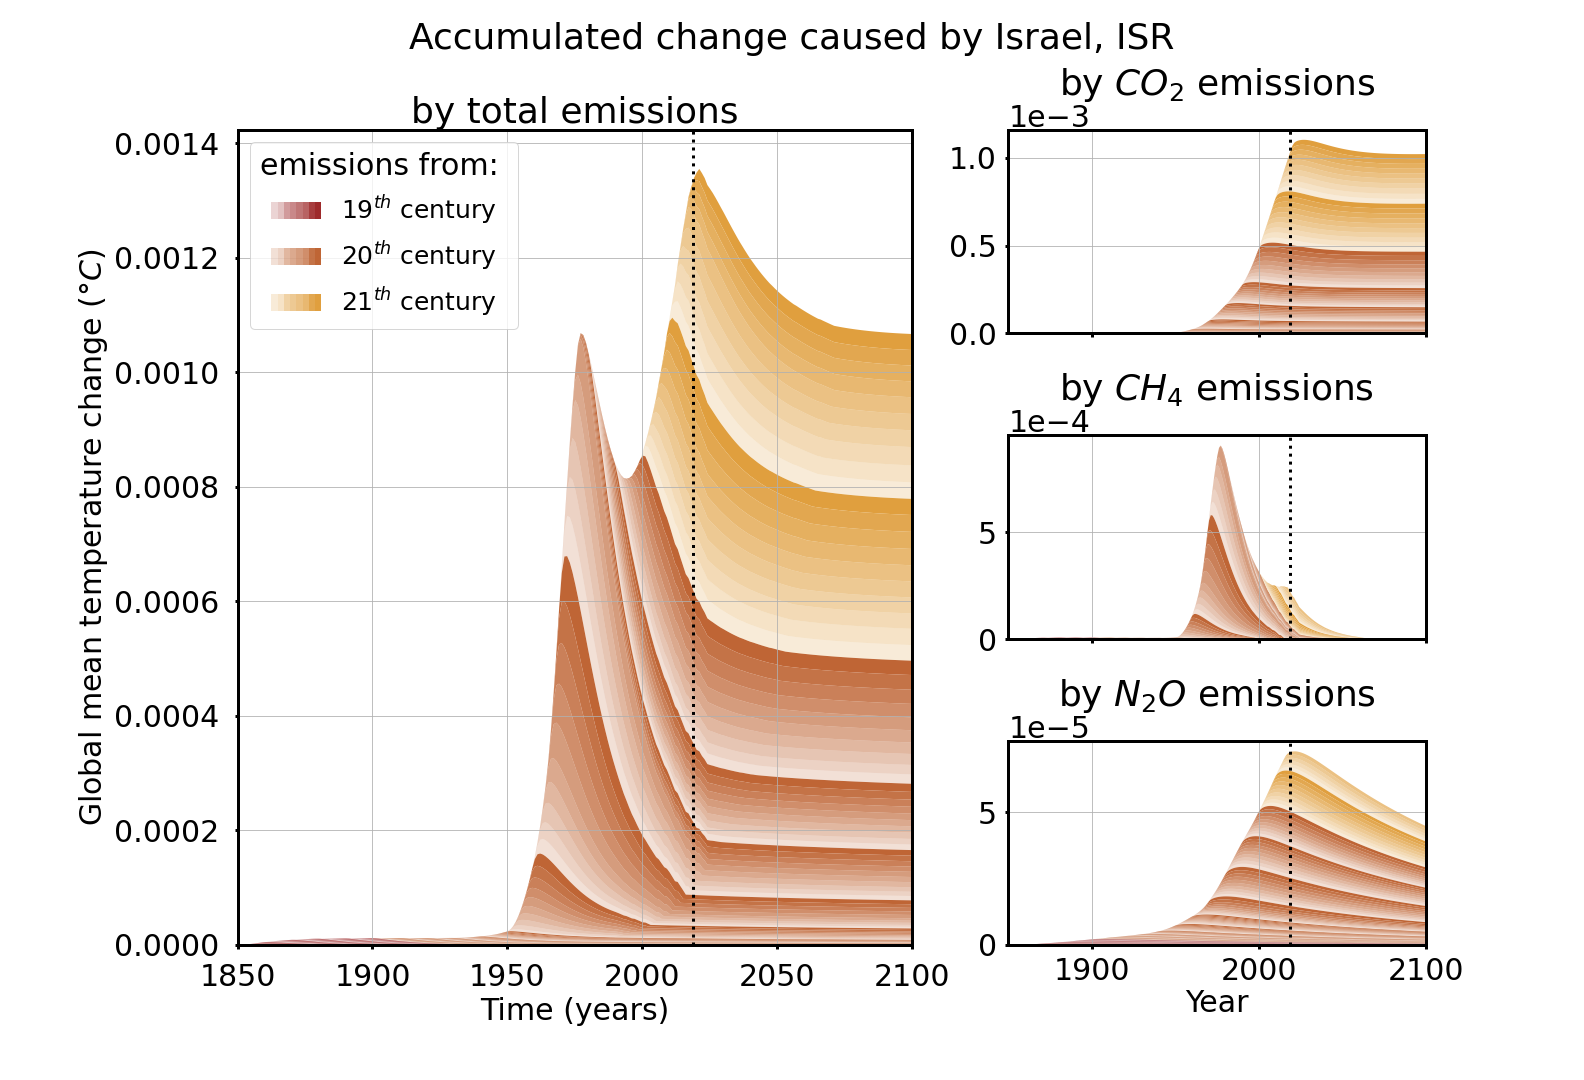 Accumulated change caused by Israel, ISR
by total emissions
0.0014
0.0012
0.0010
0.0008
0.0006
0.0004
0.0002
0.0000
Global mean temperature change (°C)
emissions from:
19th century
20th century
21th century
1850 1900 1950 2000 2050 2100
Time (years)
by CO₂ emissions
1e−3
1.0
0.5
0.0
by CH₄ emissions
1e−4
5
0
by N₂O emissions
1e−5
5
0
1900 2000 2100
Year